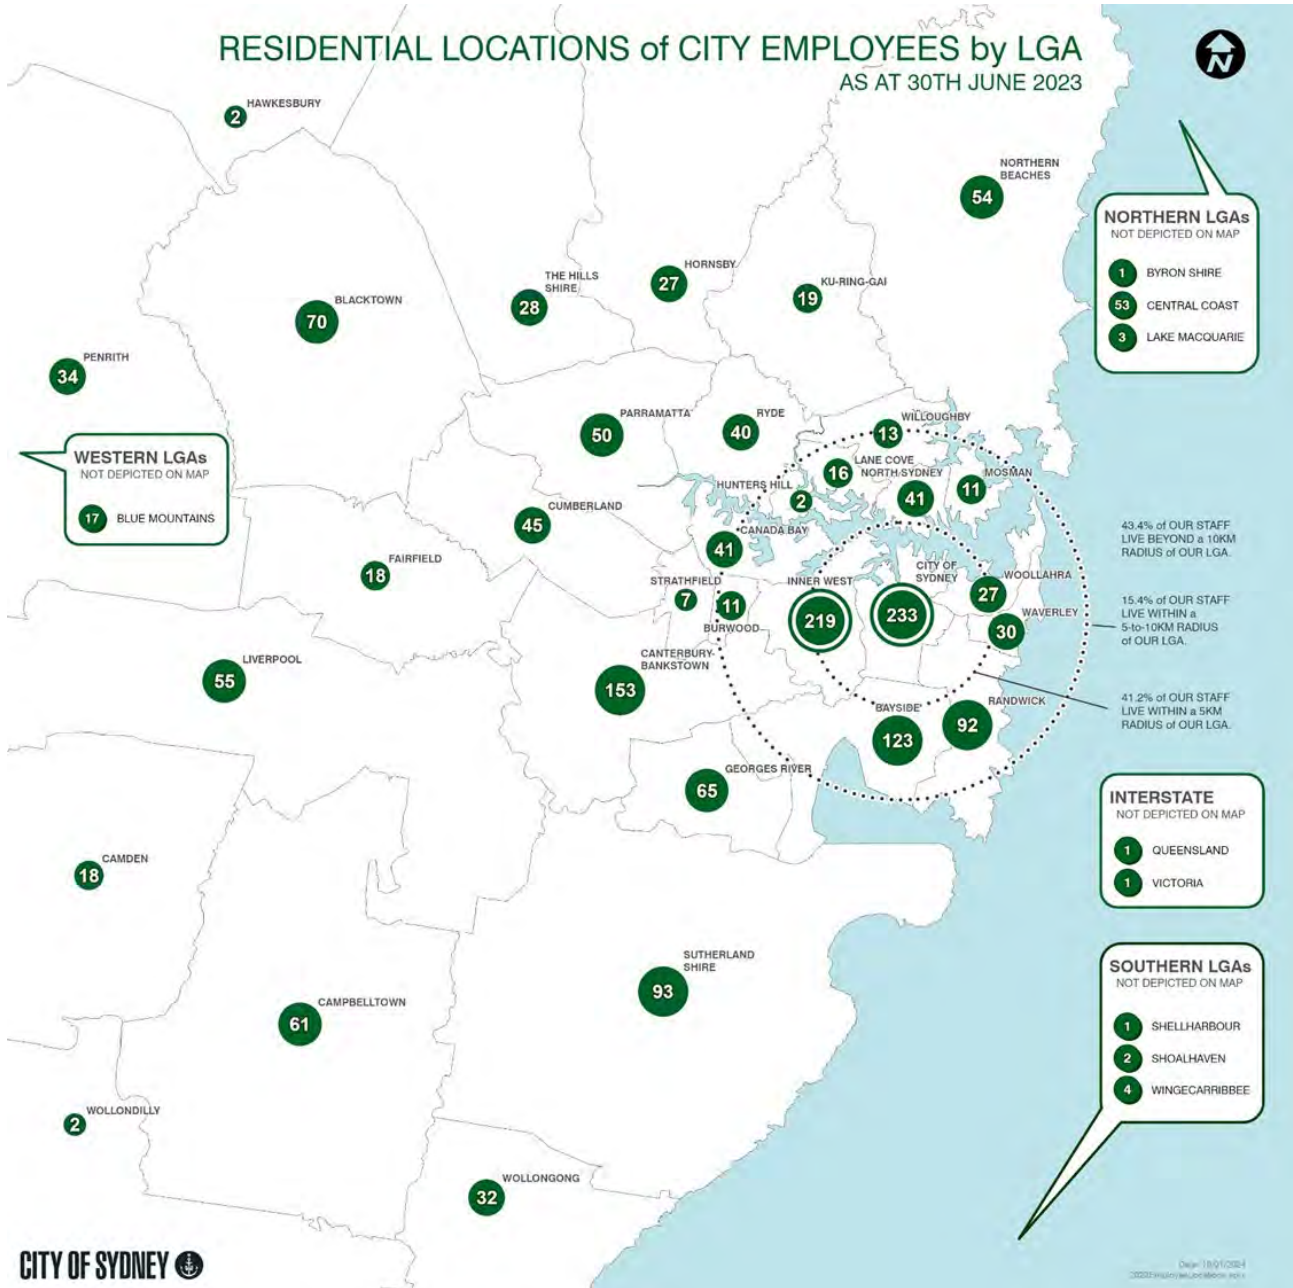 RESIDENTIAL LOCATIONS of CITY EMPLOYEES by LGA
AS AT 30TH JUNE 2023
N
2
HAWKESBURY
NORTHERN
BEACHES
54
NORTHERN LGAs
NOT DEPICTED ON MAP
1 BYRON SHIRE
53 CENTRAL COAST
3 LAKE MACQUARIE
THE HILLS
SHIRE
28
HORNSBY
27
KU-RING-GAI
19
BLACKTOWN
70
PENRITH
34
PARRAMATTA
50
RYDE
40
WILLOUGHBY
13
WESTERN LGAs
NOT DEPICTED ON MAP
17 BLUE MOUNTAINS
LANE COVE
16
NORTH SYDNEY
41
MOSMAN
11
HUNTERS HILL
2
CUMBERLAND
45
CANADA BAY
41
43.4% of OUR STAFF
LIVE BEYOND a 10KM
RADIUS of OUR LGA.
FAIRFIELD
18
STRATHFIELD
7
11
BURWOOD
INNER WEST
219
CITY OF
SYDNEY
233
WOOLLAHRA
27
WAVERLEY
30
15.4% of OUR STAFF
LIVE WITHIN a
5-to-10KM RADIUS
of OUR LGA.
LIVERPOOL
55
CANTERBURY-
BANKSTOWN
153
41.2% of OUR STAFF
LIVE WITHIN a 5KM
RADIUS of OUR LGA.
BAYSIDE
123
RANDWICK
92
GEORGES RIVER
65
INTERSTATE
NOT DEPICTED ON MAP
1 QUEENSLAND
1 VICTORIA
CAMDEN
18
SUTHERLAND
SHIRE
93
SOUTHERN LGAs
NOT DEPICTED ON MAP
1 SHELLHARBOUR
2 SHOALHAVEN
4 WINGECARRIBBEE
CAMPBELLTOWN
61
WOLLONDILLY
2
WOLLONGONG
32
CITY OF SYDNEY